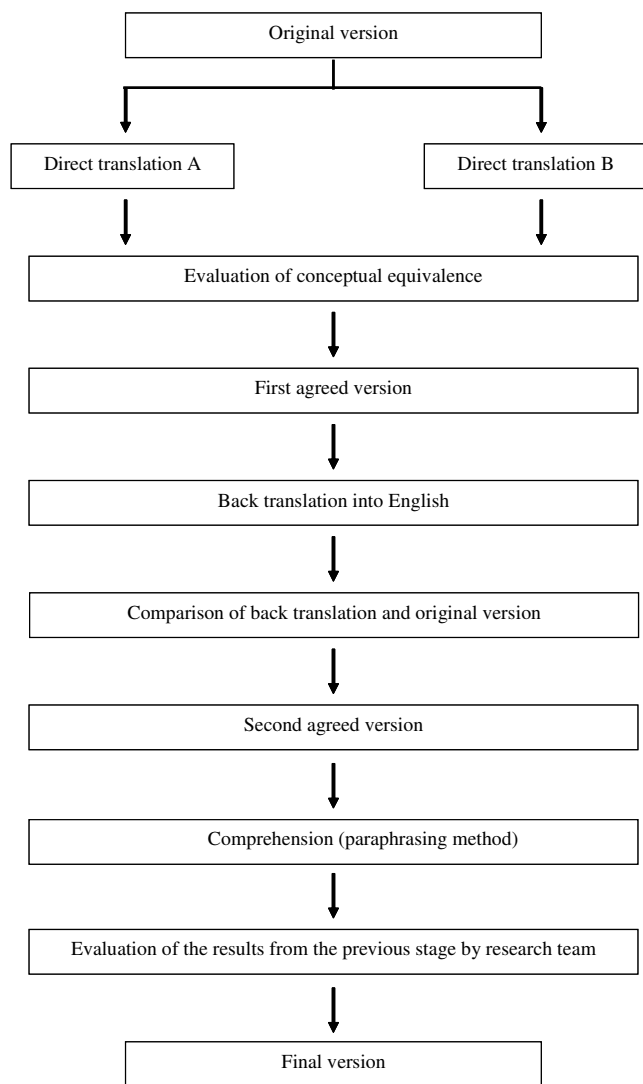 Original version
Direct translation A
Direct translation B
Evaluation of conceptual equivalence
First agreed version
Back translation into English
Comparison of back translation and original version
Second agreed version
Comprehension (paraphrasing method)
Evaluation of the results from the previous stage by research team
Final version